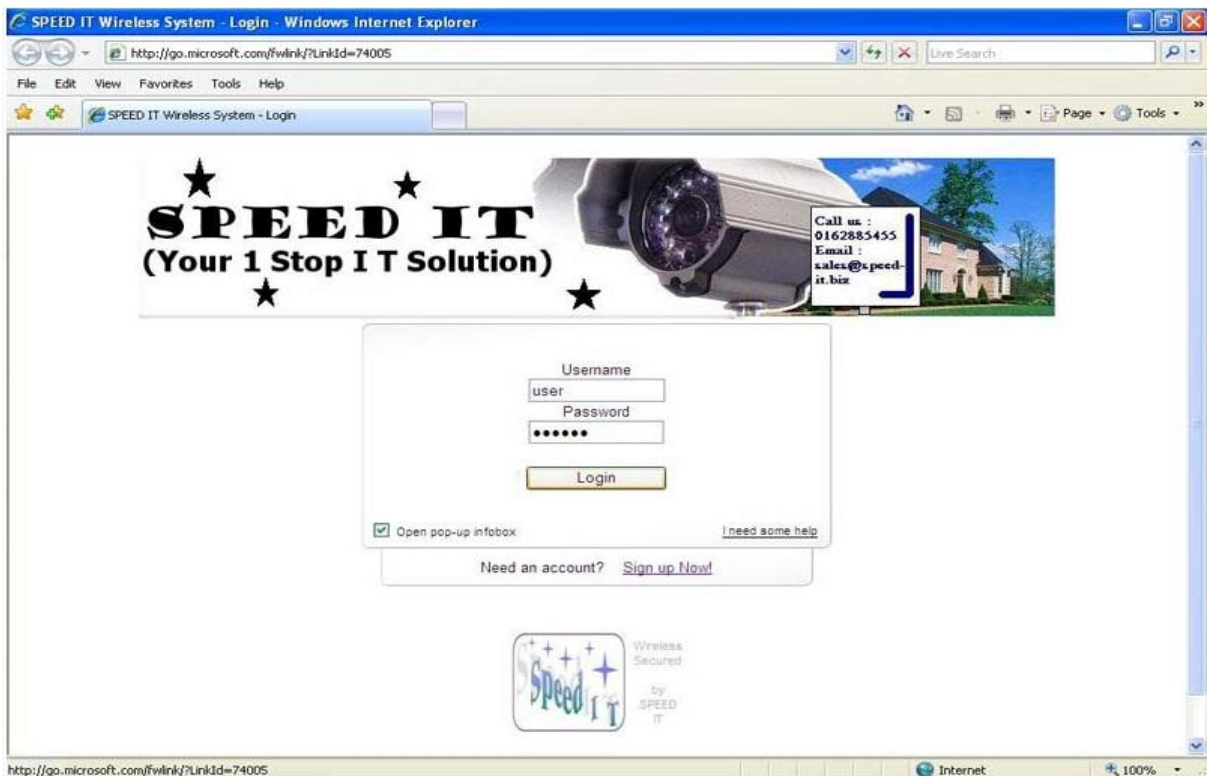 SPEED IT Wireless System - Login - Windows Internet Explorer
http://go.microsoft.com/fwlink/?LinkId=74005
Live Search
File Edit View Favorites Tools Help
SPEED IT Wireless System - Login
Page Tools
SPEED IT
(Your 1 Stop I T Solution)
Call us :
0162885455
Email :
sales@speed-
it.biz
Username
user
Password
Login
Open pop-up infobox
I need some help
Need an account? Sign up Now!
Speed IT
Wireless
Secured
by
SPEED
IT
http://go.microsoft.com/fwlink/?LinkId=74005
Internet
100%